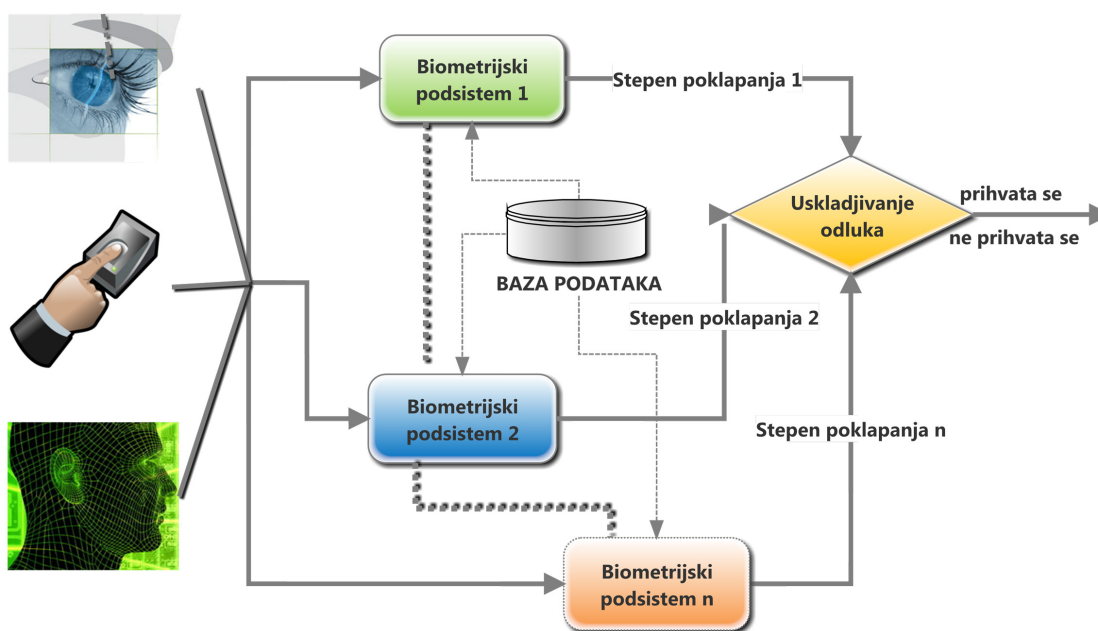 Biometrijski
podsistem 1
Stepen poklapanja 1
Uskladjivanje
odluka
prihvata se
ne prihvata se
BAZA PODATAKA
Stepen poklapanja 2
Biometrijski
podsistem 2
Stepen poklapanja n
Biometrijski
podsistem n